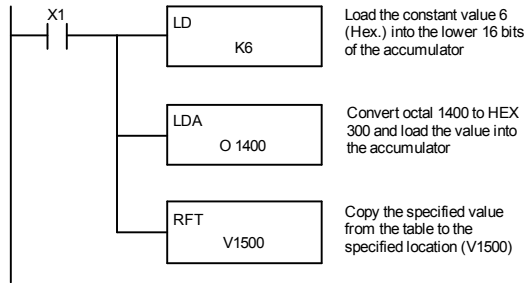 X1
LD
K6
Load the constant value 6
(Hex.) into the lower 16 bits
of the accumulator
LDA
O 1400
Convert octal 1400 to HEX
300 and load the value into
the accumulator
RFT
V1500
Copy the specified value
from the table to the
specified location (V1500)